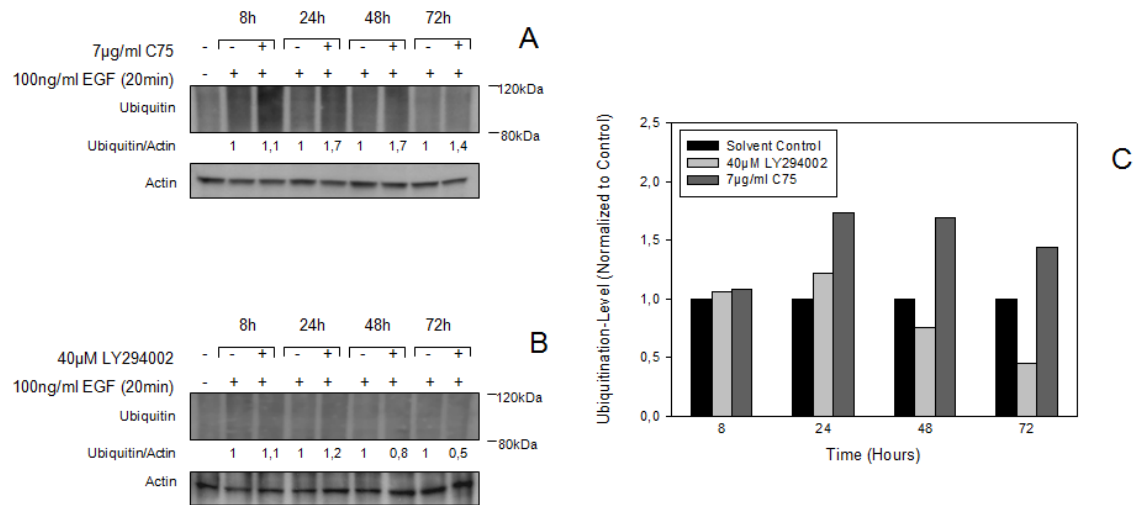 8h 24h 48h 72h
A
7µg/ml C75 - - + - + - + - +
100ng/ml EGF (20min) - + + + + + + + +
120kDa
Ubiquitin
80kDa
Ubiquitin/Actin 1 1,1 1 1,7 1 1,7 1 1,4
Actin
8h 24h 48h 72h
B
40µM LY294002 - - + - + - + - +
100ng/ml EGF (20min) - + + + + + + + +
120kDa
Ubiquitin
80kDa
Ubiquitin/Actin 1 1,1 1 1,2 1 0,8 1 0,5
Actin
C
Ubiquitination-Level (Normalized to Control)
2,5
2,0
1,5
1,0
0,5
0,0
Solvent Control
40µM LY294002
7µg/ml C75
8 24 48 72
Time (Hours)